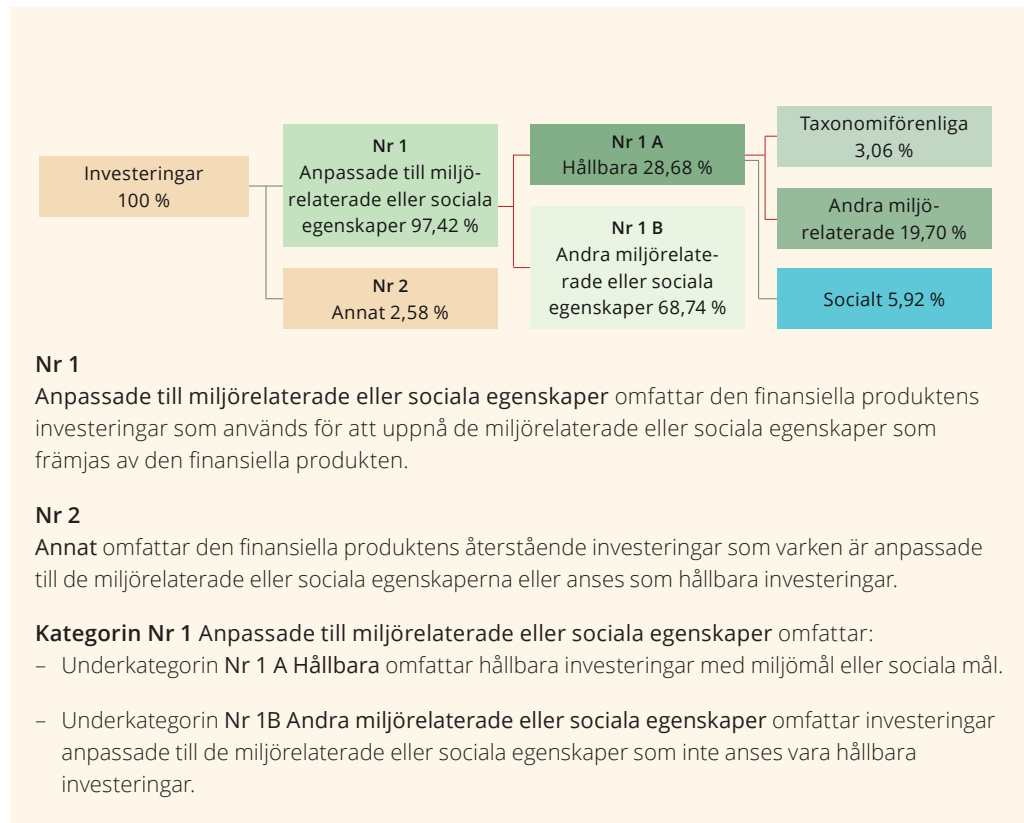 Investeringar
100 %
Nr 1
Anpassade till miljö-
relaterade eller sociala
egenskaper 97,42 %
Nr 2
Annat 2,58 %
Nr 1 A
Hållbara 28,68 %
Nr 1 B
Andra miljörelate-
rade eller sociala
egenskaper 68,74 %
Taxonomiförenliga
3,06 %
Andra miljö-
relaterade 19,70 %
Socialt 5,92 %
Nr 1
Anpassade till miljörelaterade eller sociala egenskaper omfattar den finansiella produktens
investeringar som används för att uppnå de miljörelaterade eller sociala egenskaper som
främjas av den finansiella produkten.
Nr 2
Annat omfattar den finansiella produktens återstående investeringar som varken är anpassade
till de miljörelaterade eller sociala egenskaperna eller anses som hållbara investeringar.
Kategorin Nr 1 Anpassade till miljörelaterade eller sociala egenskaper omfattar:
– Underkategorin Nr 1 A Hållbara omfattar hållbara investeringar med miljömål eller sociala mål.
– Underkategorin Nr 1B Andra miljörelaterade eller sociala egenskaper omfattar investeringar
anpassade till de miljörelaterade eller sociala egenskaper som inte anses vara hållbara
investeringar.